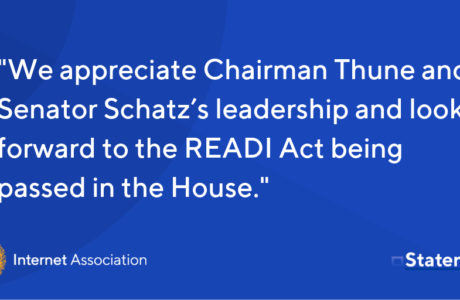 "We appreciate Chairman Thune and
Senator Schatz’s leadership and look
forward to the READI Act being
passed in the House."
Internet Association